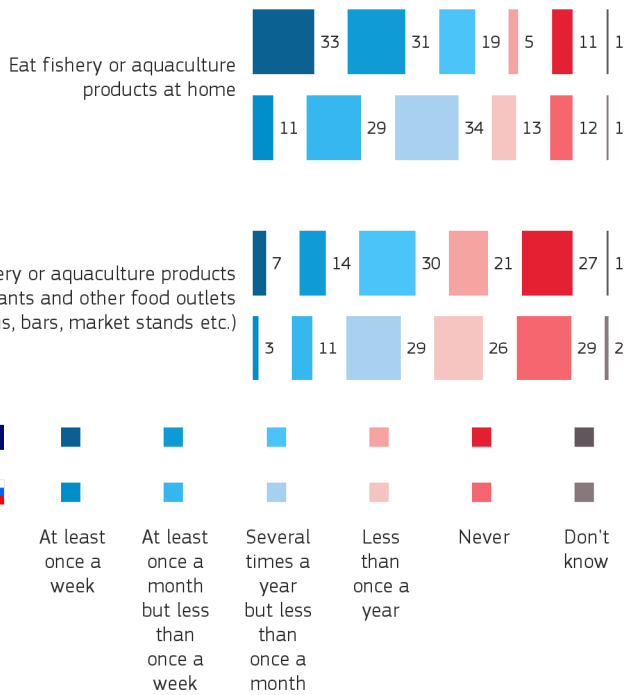 33 31 19 5 11 1
Eat fishery or aquaculture
products at home
11 29 34 13 12 1
7 14 30 21 27 1
or aquaculture products
and other food outlets
bars, market stands etc.)
3 11 29 26 29 2
At least
once a
week
At least
once a
month
but less
than
once a
week
Several
times a
year
but less
than
once a
month
Less
than
once a
year
Never
Don't
know